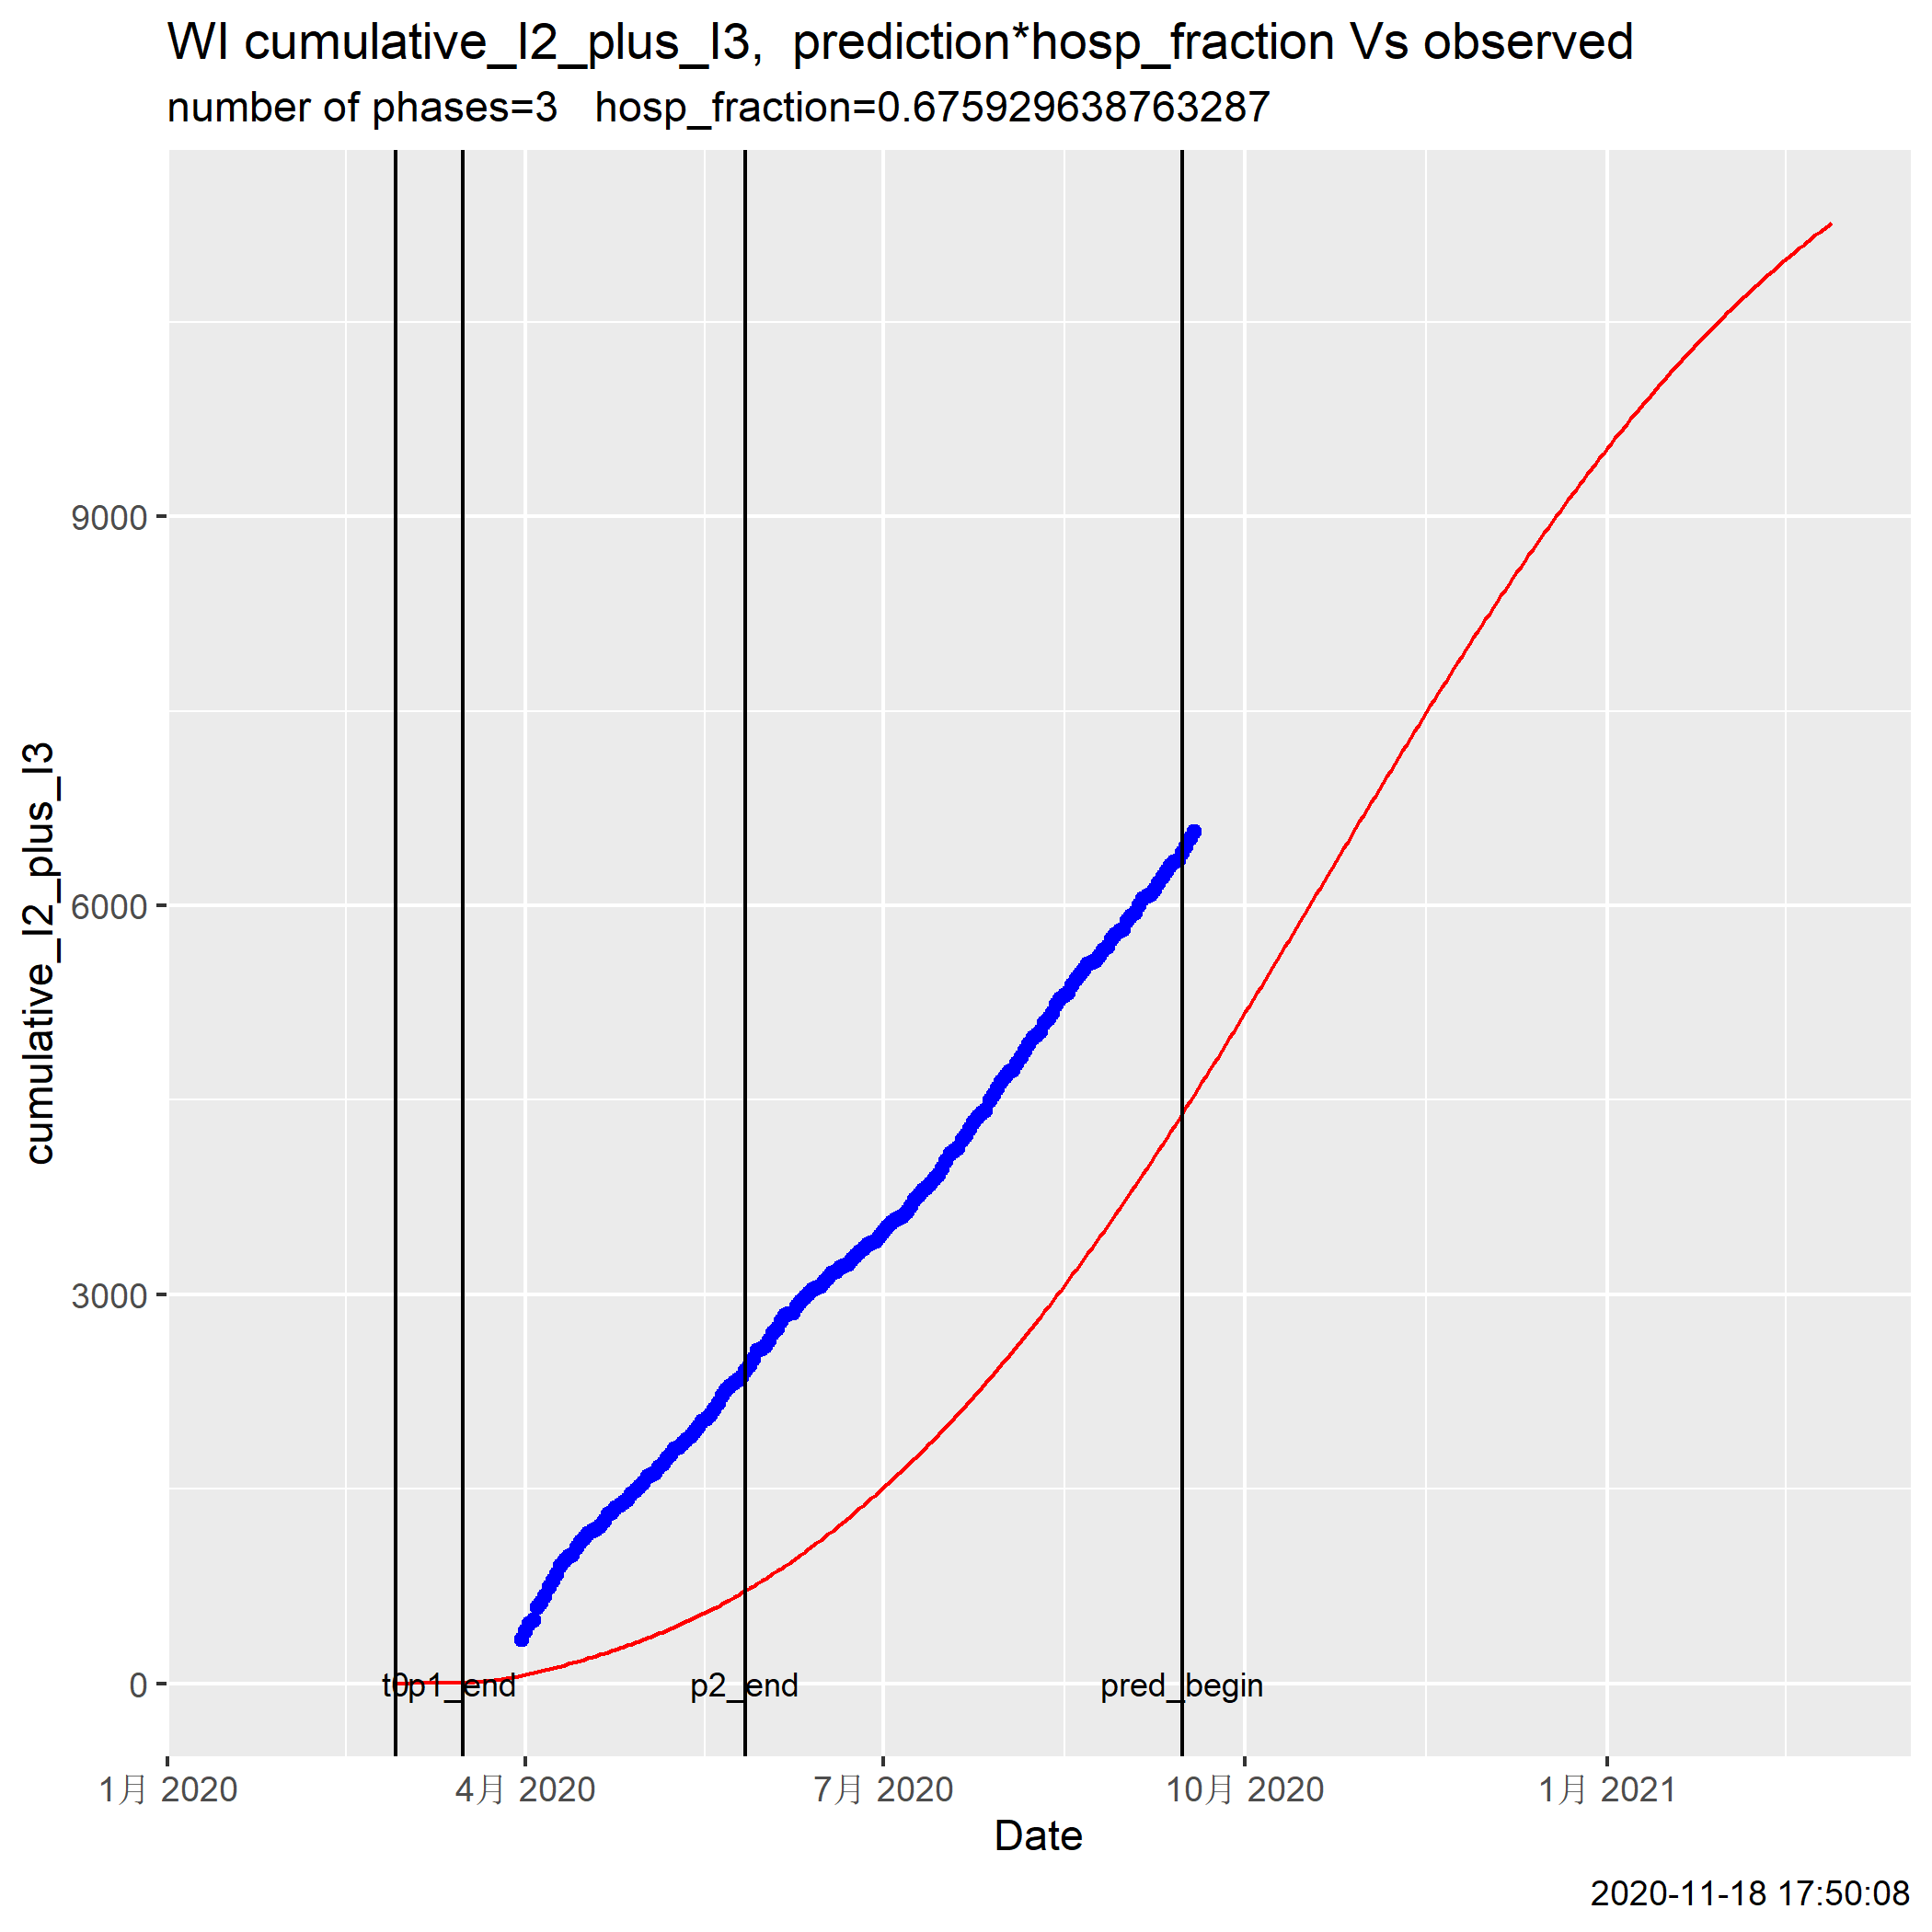 WI cumulative_I2_plus_I3,  prediction*hosp_fraction Vs observed
number of phases=3   hosp_fraction=0.675929638763287
cumulative_I2_plus_I3
9000
6000
3000
0
t0
p1_end
p2_end
pred_begin
1月 2020
4月 2020
7月 2020
10月 2020
1月 2021
Date
2020-11-18 17:50:08